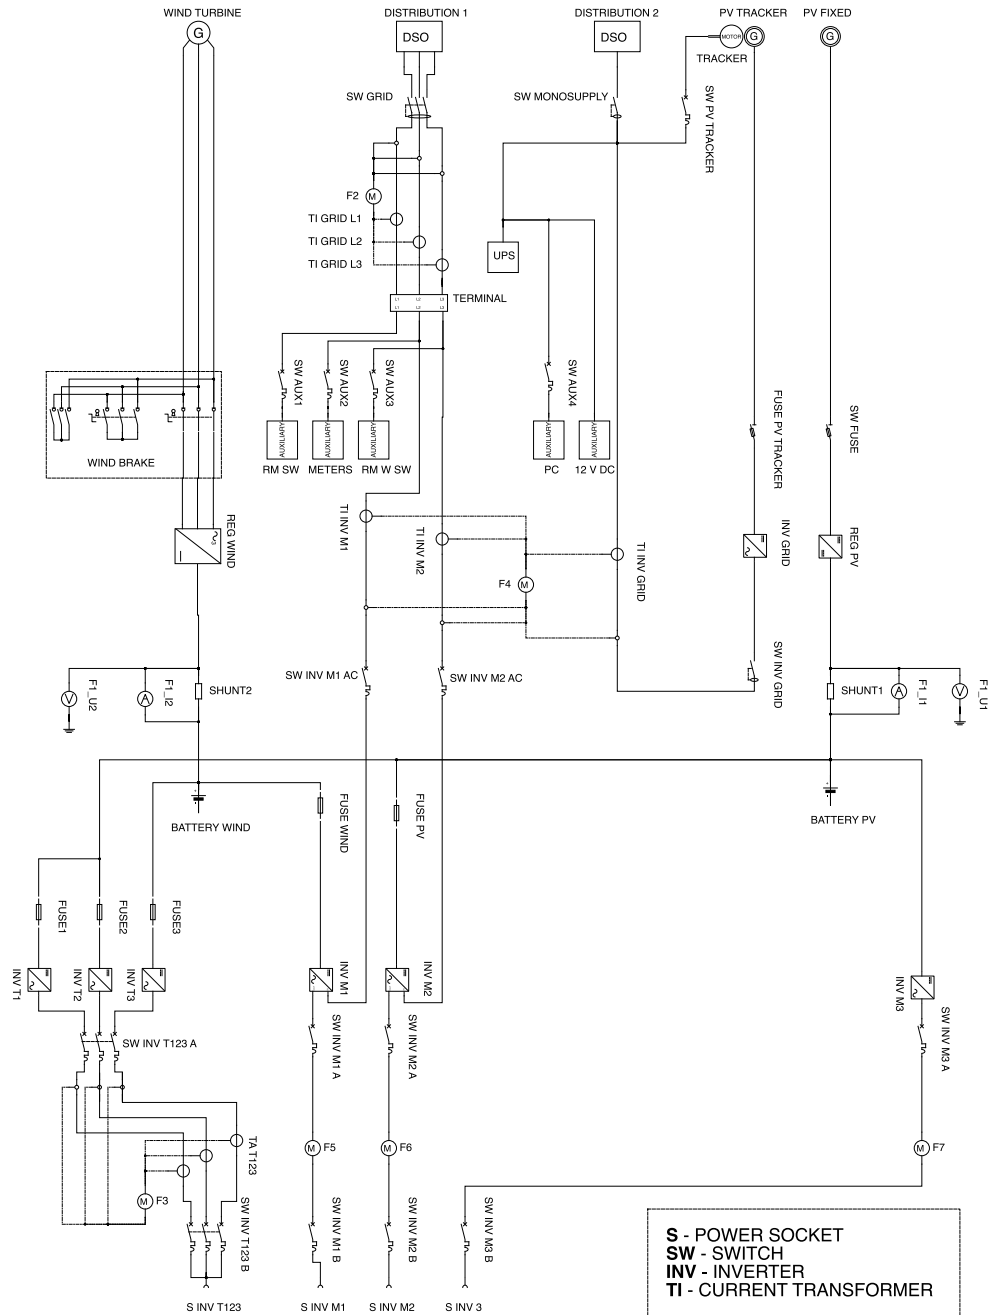 WIND TURBINE
DISTRIBUTION 1
DISTRIBUTION 2
PV TRACKER
PV FIXED
G
DSO
DSO
MOTOR
G
G
TRACKER
SW GRID
SW MONOSUPPLY
SW PV TRACKER
F2
M
TI GRID L1
TI GRID L2
TI GRID L3
UPS
TERMINAL
SW AUX1
SW AUX2
SW AUX3
SW AUX4
FUSE PV TRACKER
SW FUSE
AUXILIARY
AUXILIARY
AUXILIARY
AUXILIARY
AUXILIARY
WIND BRAKE
RM SW
METERS
RM W SW
PC
12 V DC
REG WIND
3
TI INV M1
TI INV M2
TI INV GRID
INV GRID
REG PV
F4
M
SW INV M1 AC
SW INV M2 AC
SW INV GRID
F1_U2
V
F1_I2
A
SHUNT2
SHUNT1
A
F1_I1
V
F1_U1
BATTERY WIND
FUSE WIND
FUSE PV
BATTERY PV
FUSE1
FUSE2
FUSE3
INV T1
INV T2
INV T3
INV M1
INV M2
INV M3
SW INV T123 A
SW INV M1 A
SW INV M2 A
SW INV M3 A
TA T123
M
F3
M
F5
M
F6
M
F7
SW INV T123 B
SW INV M1 B
SW INV M2 B
SW INV M3 B
S INV T123
S INV M1
S INV M2
S INV 3
S - POWER SOCKET
SW - SWITCH
INV - INVERTER
TI - CURRENT TRANSFORMER